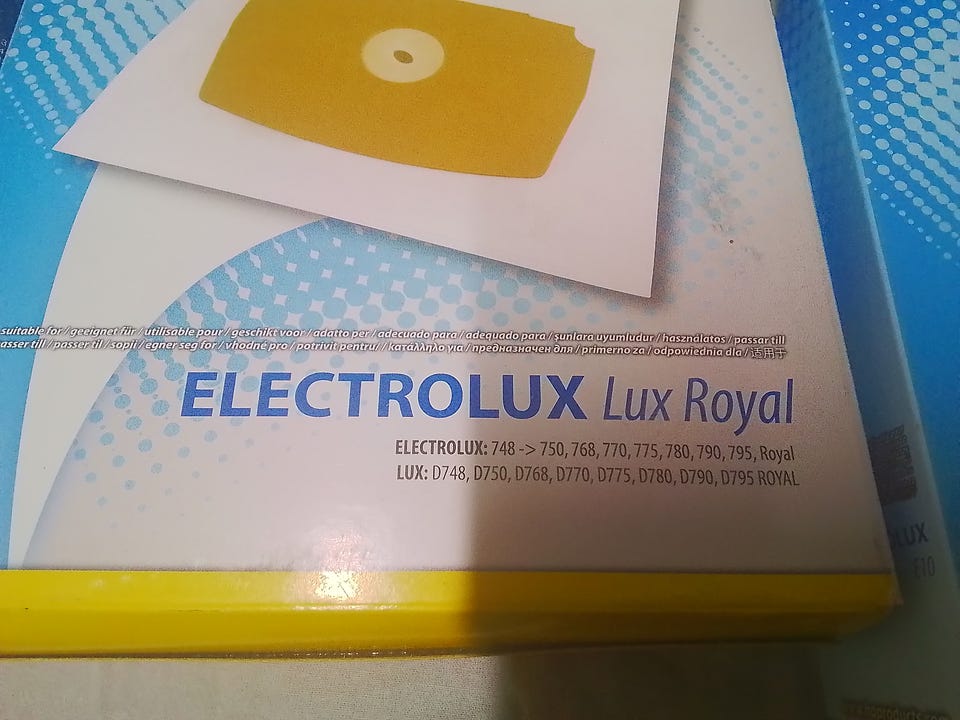 suitable for / geeignet für / utilisable pour / geschikt voor / adatto per / adecuado para / adequado para / şunlara uyumludur / használatos / passar till
passer til / sopii / egner seg for / vhodné pro / potrivit pentru / / κατάλληλο για / предназначен для / primerno za / odpowiednia dla / 适用于
ELECTROLUX Lux Royal
ELECTROLUX: 748 -> 750, 768, 770, 775, 780, 790, 795, Royal
LUX: D748, D750, D768, D770, D775, D780, D790, D795 ROYAL
E10